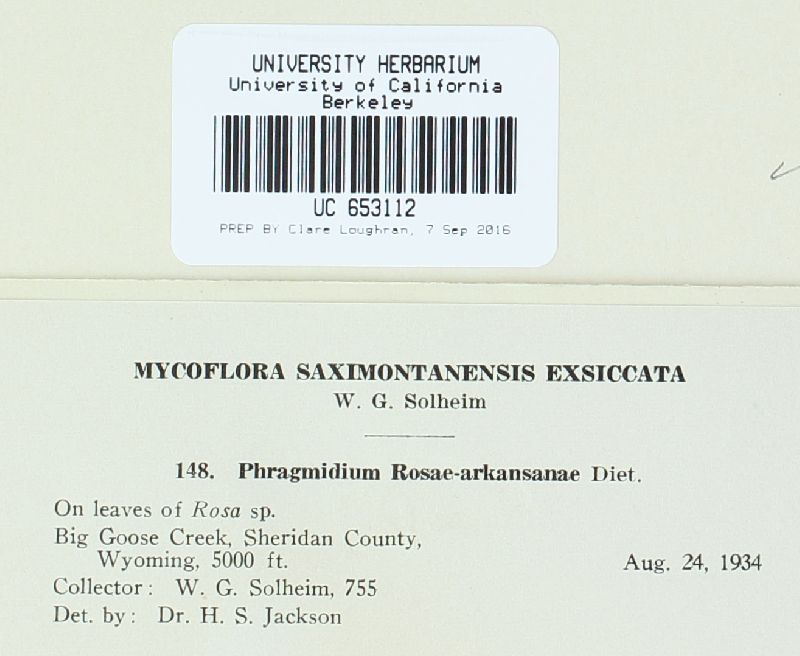 UNIVERSITY HERBARIUM
University of California
Berkeley
UC 653112
PREP BY Clare Loughran, 7 Sep 2016
MYCOFLORA SAXIMONTANENSIS EXSICCATA
W. G. Solheim
148. Phragmidium Rosae-arkansanae Diet.
On leaves of Rosa sp.
Big Goose Creek, Sheridan County,
Wyoming, 5000 ft. Aug. 24, 1934
Collector: W. G. Solheim, 755
Det. by: Dr. H. S. Jackson